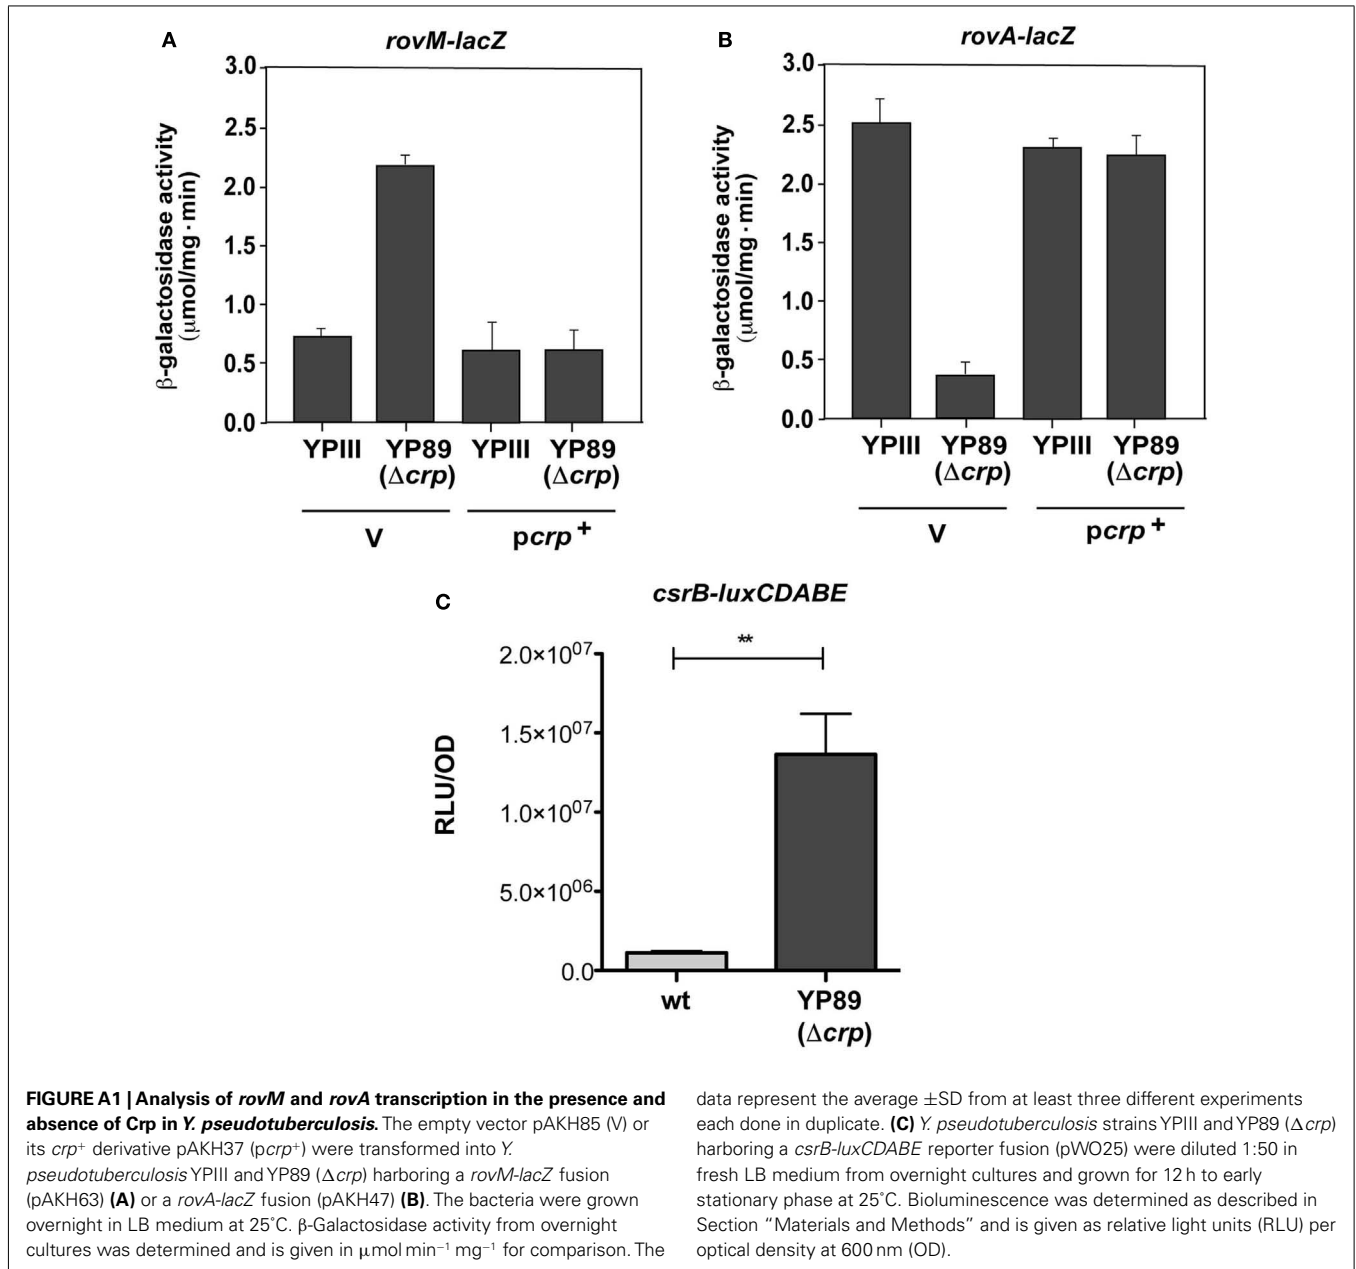 A
rovM-lacZ
β-galactosidase activity
(μmol/mg·min)
3.0
2.5
2.0
1.5
1.0
0.5
0.0
YPIII YP89 YPIII YP89
(Δcrp) (Δcrp)
V pcrp⁺
B
rovA-lacZ
β-galactosidase activity
(μmol/mg·min)
3.0
2.5
2.0
1.5
1.0
0.5
0.0
YPIII YP89 YPIII YP89
(Δcrp) (Δcrp)
V pcrp⁺
C
csrB-luxCDABE
**
RLU/OD
2.0×10⁰⁷
1.5×10⁰⁷
1.0×10⁰⁷
5.0×10⁰⁶
0.0
wt YP89
(Δcrp)
FIGURE A1 | Analysis of rovM and rovA transcription in the presence and
absence of Crp in Y. pseudotuberculosis. The empty vector pAKH85 (V) or
its crp⁺ derivative pAKH37 (pcrp⁺) were transformed into Y.
pseudotuberculosis YPIII and YP89 (Δcrp) harboring a rovM-lacZ fusion
(pAKH63) (A) or a rovA-lacZ fusion (pAKH47) (B). The bacteria were grown
overnight in LB medium at 25°C. β-Galactosidase activity from overnight
cultures was determined and is given in μmol min⁻¹ mg⁻¹ for comparison. The
data represent the average ±SD from at least three different experiments
each done in duplicate. (C) Y. pseudotuberculosis strains YPIII and YP89 (Δcrp)
harboring a csrB-luxCDABE reporter fusion (pWO25) were diluted 1:50 in
fresh LB medium from overnight cultures and grown for 12 h to early
stationary phase at 25°C. Bioluminescence was determined as described in
Section “Materials and Methods” and is given as relative light units (RLU) per
optical density at 600 nm (OD).